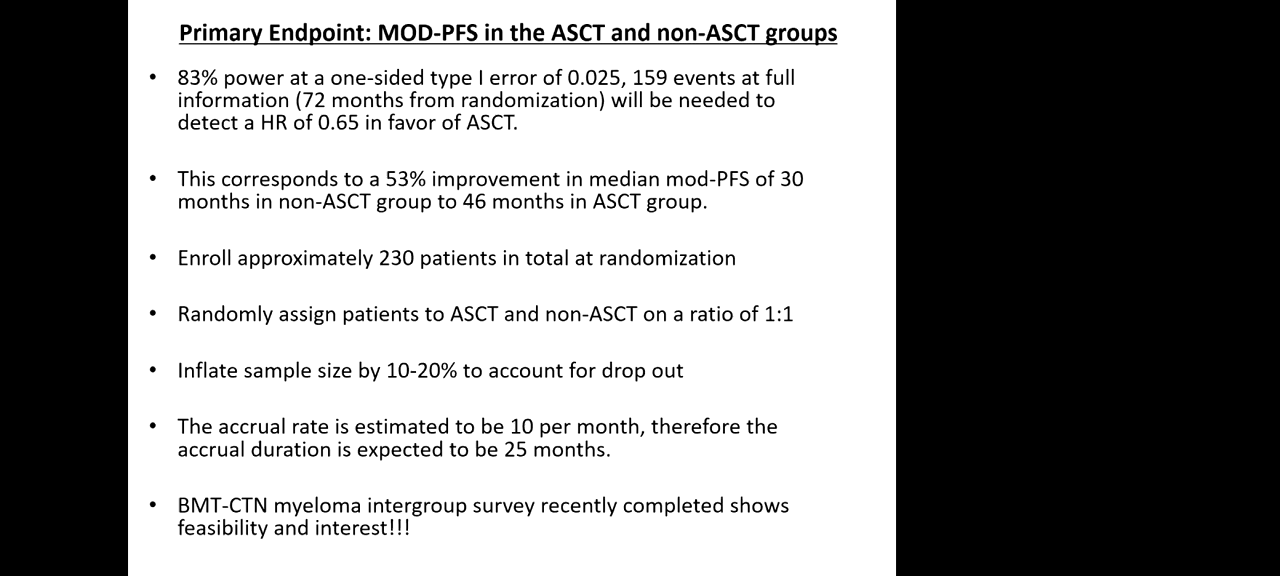 Primary Endpoint: MOD-PFS in the ASCT and non-ASCT groups
• 83% power at a one-sided type I error of 0.025, 159 events at full
information (72 months from randomization) will be needed to
detect a HR of 0.65 in favor of ASCT.
• This corresponds to a 53% improvement in median mod-PFS of 30
months in non-ASCT group to 46 months in ASCT group.
• Enroll approximately 230 patients in total at randomization
• Randomly assign patients to ASCT and non-ASCT on a ratio of 1:1
• Inflate sample size by 10-20% to account for drop out
• The accrual rate is estimated to be 10 per month, therefore the
accrual duration is expected to be 25 months.
• BMT-CTN myeloma intergroup survey recently completed shows
feasibility and interest!!!